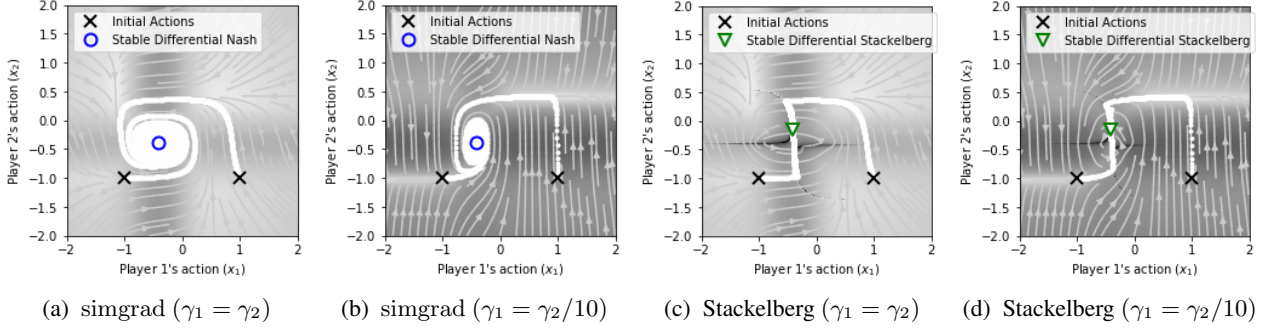 Initial Actions
Stable Differential Nash
Player 2's action (x₂)
2.0
1.5
1.0
0.5
0.0
−0.5
−1.0
−1.5
−2.0
−2
−1
0
1
2
Player 1's action (x₁)
(a) simgrad (γ₁ = γ₂)
Initial Actions
Stable Differential Nash
Player 2's action (x₂)
2.0
1.5
1.0
0.5
0.0
−0.5
−1.0
−1.5
−2.0
−2
−1
0
1
2
Player 1's action (x₁)
(b) simgrad (γ₁ = γ₂/10)
Initial Actions
Stable Differential Stackelberg
Player 2's action (x₂)
2.0
1.5
1.0
0.5
0.0
−0.5
−1.0
−1.5
−2.0
−2
−1
0
1
2
Player 1's action (x₁)
(c) Stackelberg (γ₁ = γ₂)
Initial Actions
Stable Differential Stackelberg
Player 2's action (x₂)
2.0
1.5
1.0
0.5
0.0
−0.5
−1.0
−1.5
−2.0
−2
−1
0
1
2
Player 1's action (x₁)
(d) Stackelberg (γ₁ = γ₂/10)